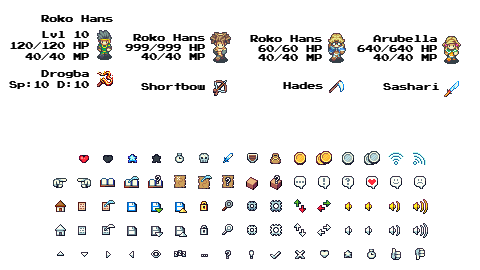 Roko Hans
Lvl 10
120/120 HP
40/40 MP
Drogba
Sp:10 D:10
Roko Hans
999/999 HP
40/40 MP
Shortbow
Roko Hans
60/60 HP
40/40 MP
Hades
Arubella
640/640 HP
40/40 MP
Sashari